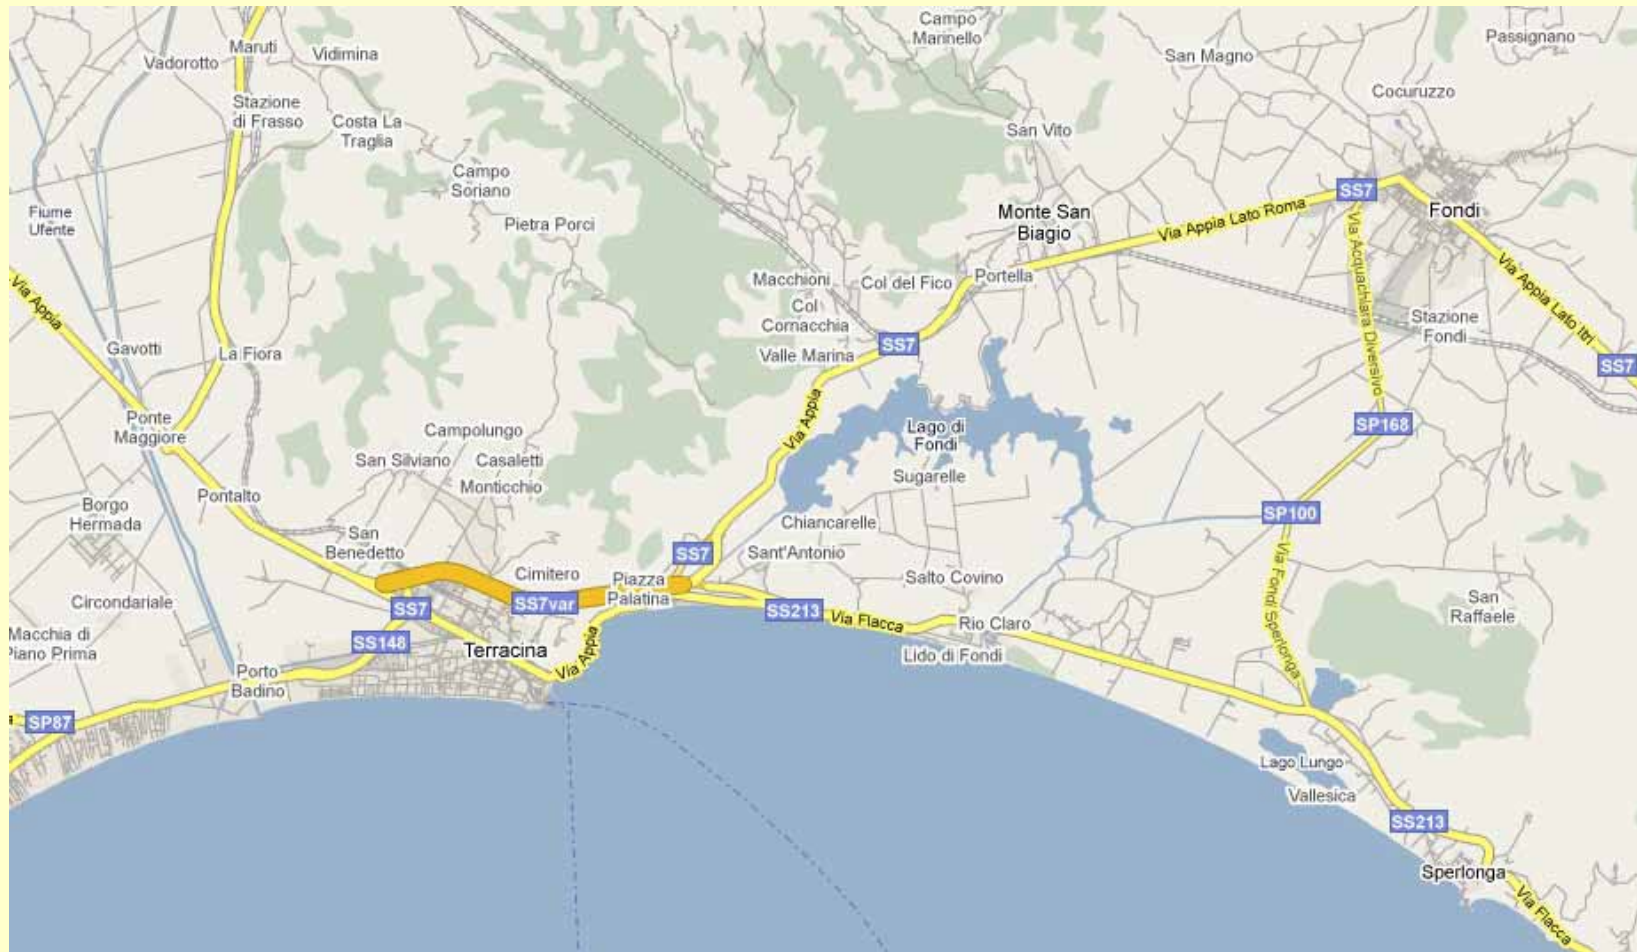 Campo
Marinello
Passignano
Maruti
Vidimina
Vadorotto
San Magno
Cocuruzzo
Stazione
di Frasso
Costa La
Traglia
San Vito
Campo
Soriano
SS7
Fiume
Ufente
Pietra Porci
Monte San
Biagio
Via Appia Lato Roma
Fondi
Via Acquachiara Diversivo
Via Appia Lato Itri
Via Appia
Macchioni
Col del Fico
Portella
Col
Cornacchia
Stazione
Fondi
Gavotti
La Fiora
Valle Marina
SS7
SS7
Via Appia
Ponte
Maggiore
Campolungo
Lago di
Fondi
SP168
San Silviano
Casaletti
Monticchio
Sugarelle
Pontalto
Borgo
Hermada
SP100
Chiancarelle
San
Benedetto
SS7
Sant'Antonio
Via Fondi Sperlonga
Cimitero
Piazza
Palatina
Salto Covino
San
Raffaele
Circondariale
SS7
SS7var
SS213
Via Flacca
Rio Claro
Macchia di
Piano Prima
SS148
Terracina
Via Appia
Lido di Fondi
Porto
Badino
SP87
Lago Lungo
Vallesica
SS213
Sperlonga
Via Flacca